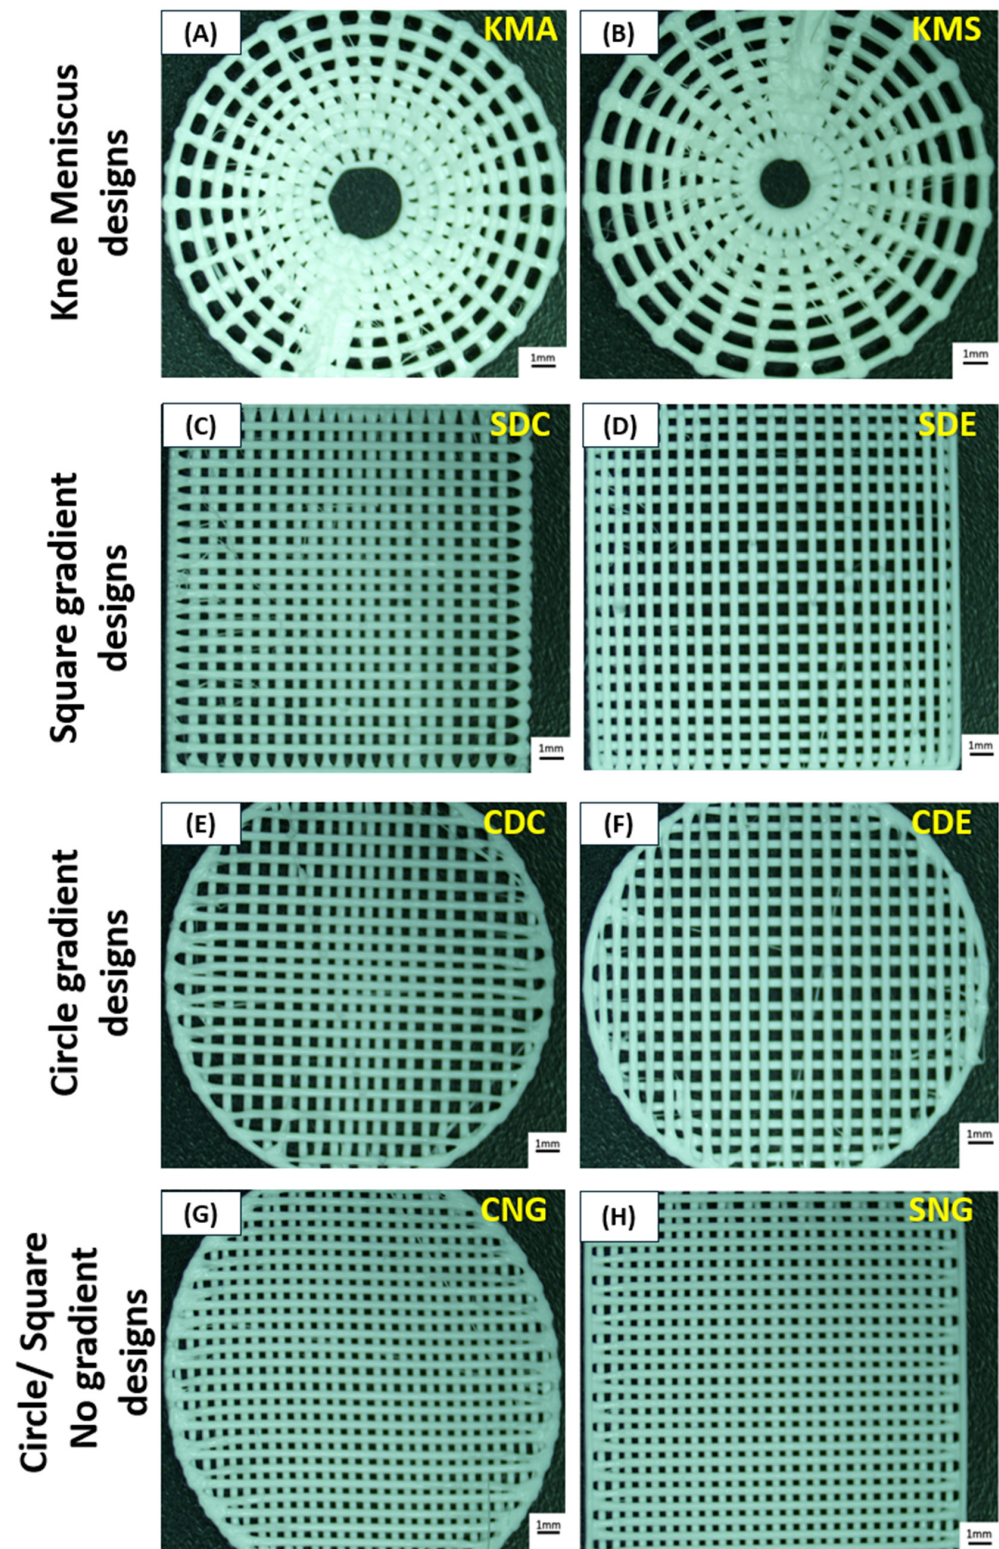 Knee Meniscus
designs
(A)
KMA
1mm
(B)
KMS
1mm
Square gradient
designs
(C)
SDC
1mm
(D)
SDE
1mm
Circle gradient
designs
(E)
CDC
1mm
(F)
CDE
1mm
Circle/ Square
No gradient
designs
(G)
CNG
1mm
(H)
SNG
1mm